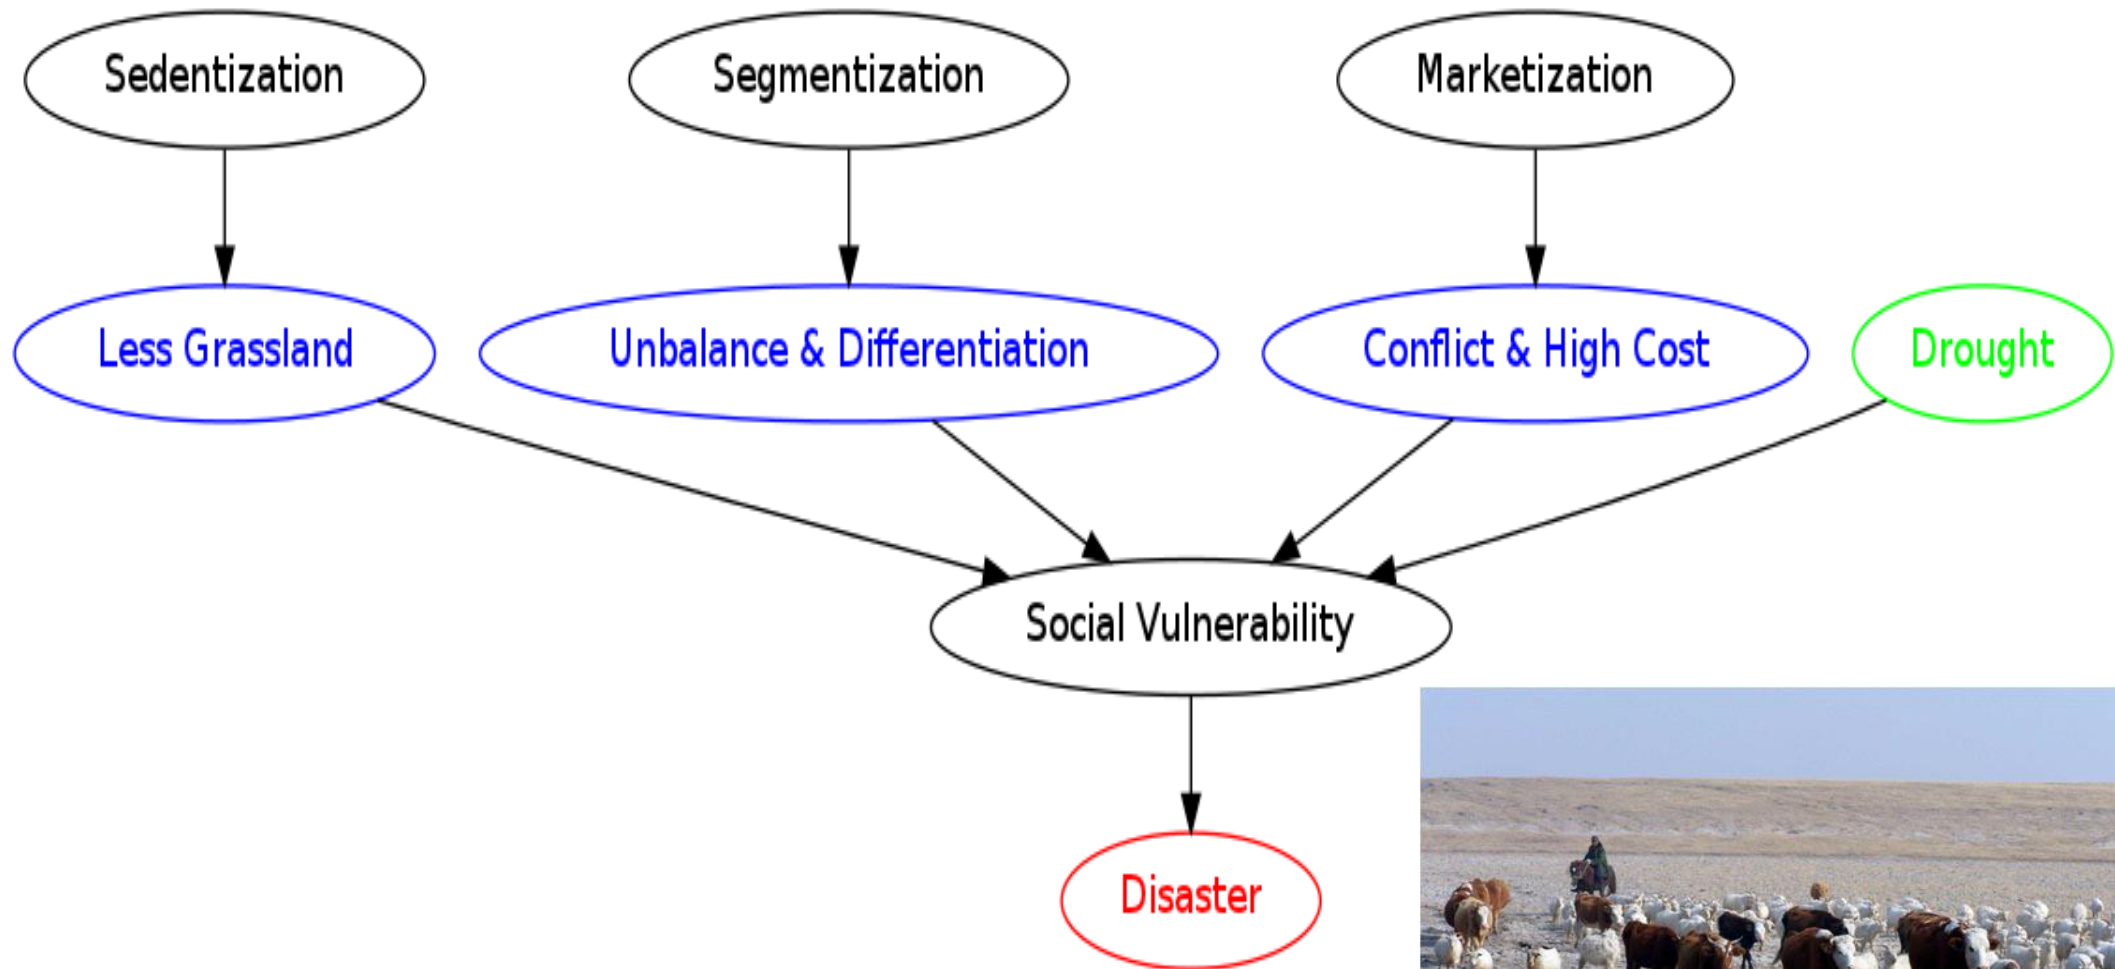 Sedentization
Segmentization
Marketization
Less Grassland
Unbalance & Differentiation
Conflict & High Cost
Drought
Social Vulnerability
Disaster